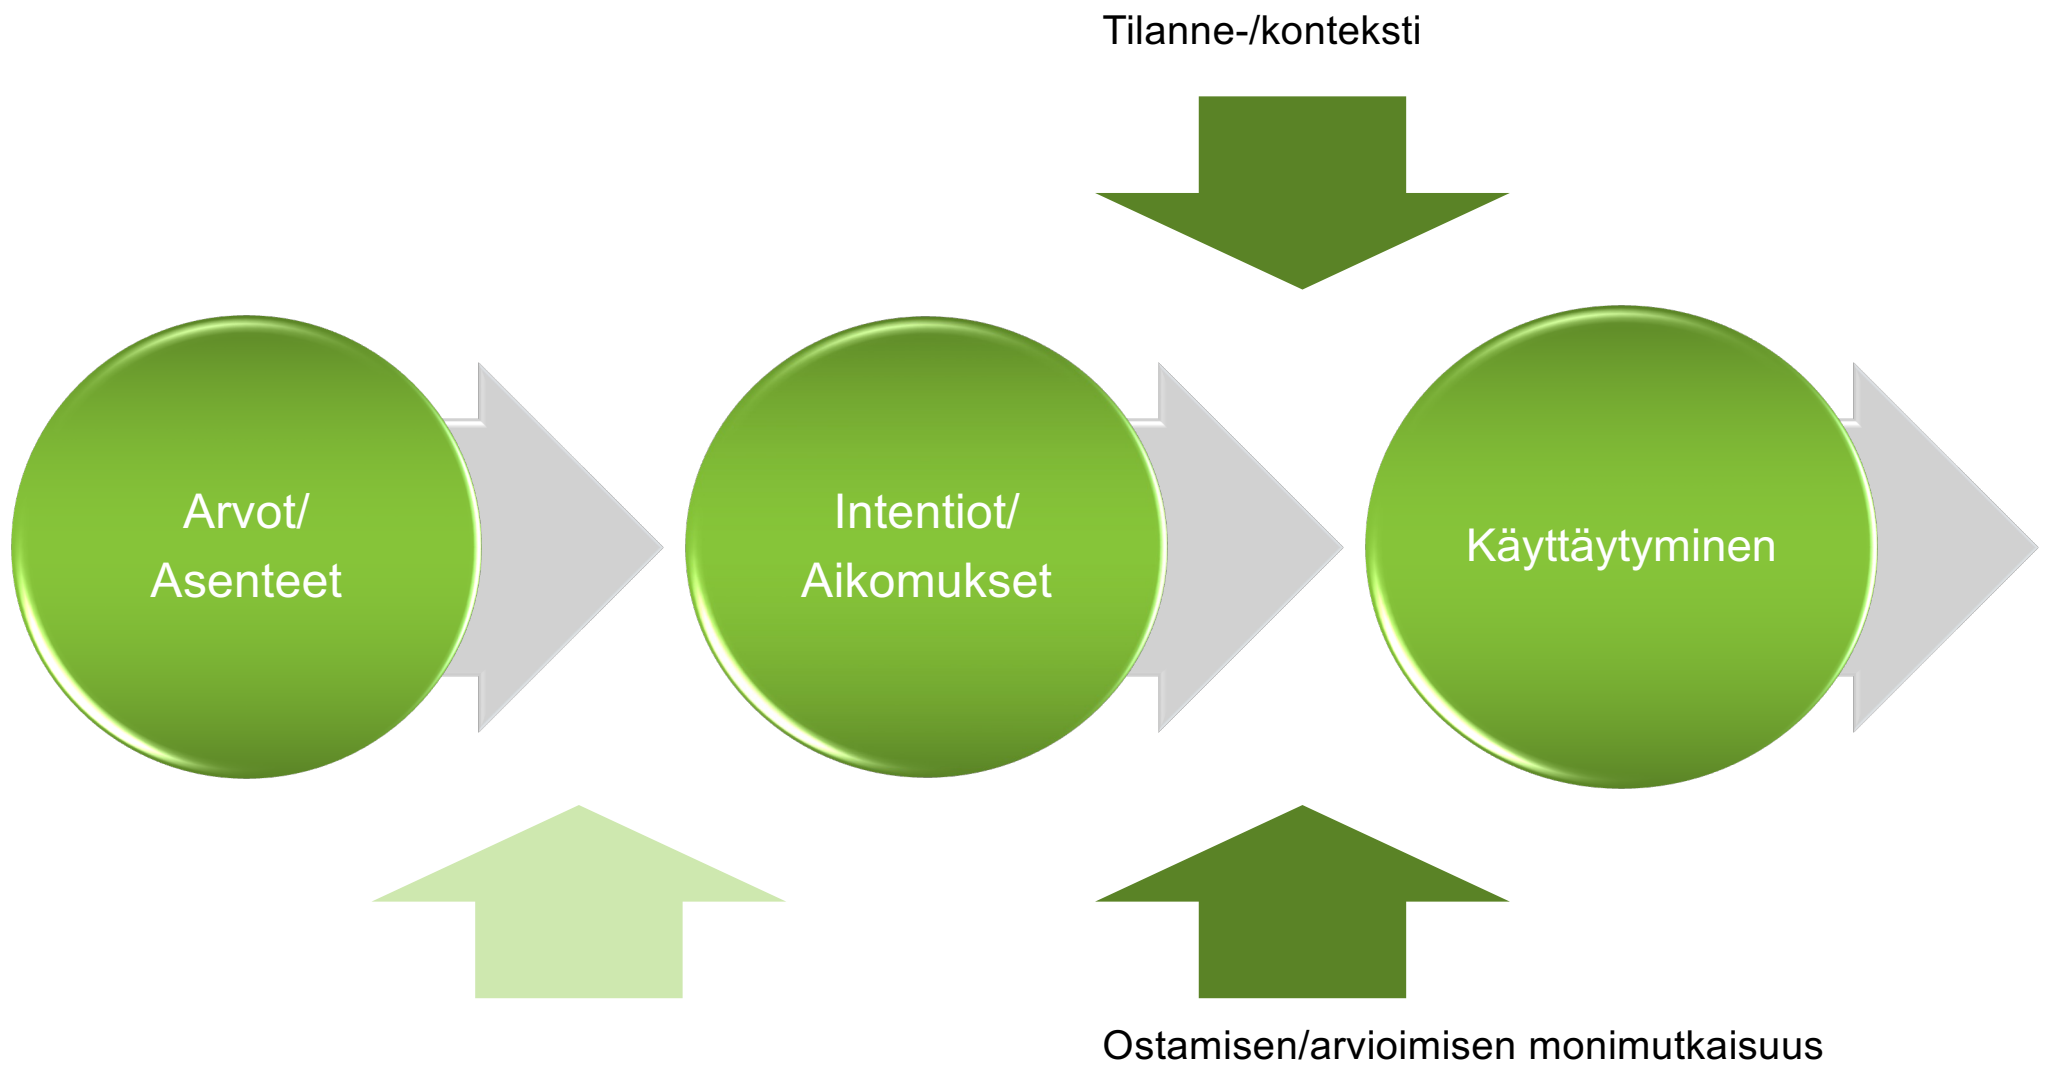 Tilanne-/konteksti
Arvot/
Asenteet
Intentiot/
Aikomukset
Käyttäytyminen
Ostamisen/arvioimisen monimutkaisuus